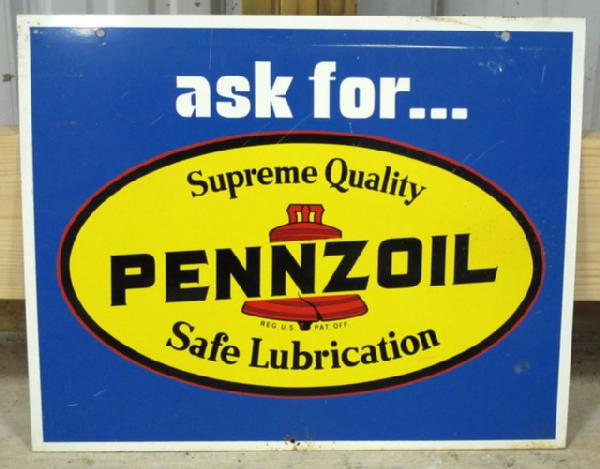 ask for...
Supreme Quality
PENNZOIL
REG. U.S. PAT. OFF.
Safe Lubrication